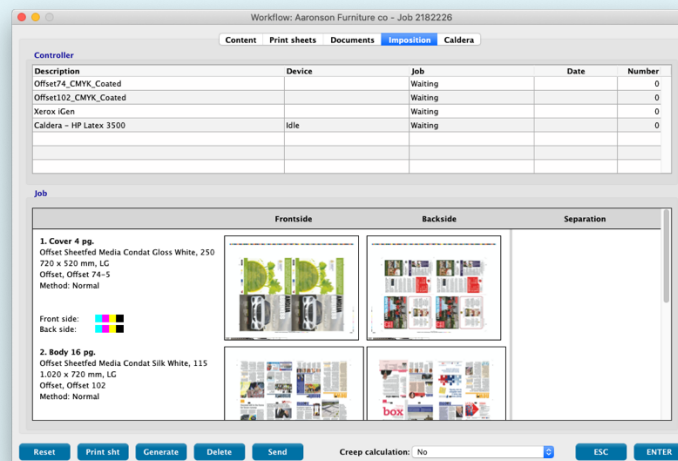 Workflow: Aaronson Furniture co - Job 2182226
Content Print sheets Documents Imposition Caldera
Controller
Description Device Job Date Number
Offset74_CMYK_Coated Waiting 0
Offset102_CMYK_Coated Waiting 0
Xerox iGen Waiting 0
Caldera - HP Latex 3500 Idle Waiting 0
Job
Frontside Backside Separation
1. Cover 4 pg.
Offset Sheetfed Media Condat Gloss White, 250
720 x 520 mm, LG
Offset, Offset 74-5
Method: Normal
Front side:
Back side:
2. Body 16 pg.
Offset Sheetfed Media Condat Silk White, 115
1.020 x 720 mm, LG
Offset, Offset 102
Method: Normal
box
Reset Print sht Generate Delete Send Creep calculation: No ESC ENTER